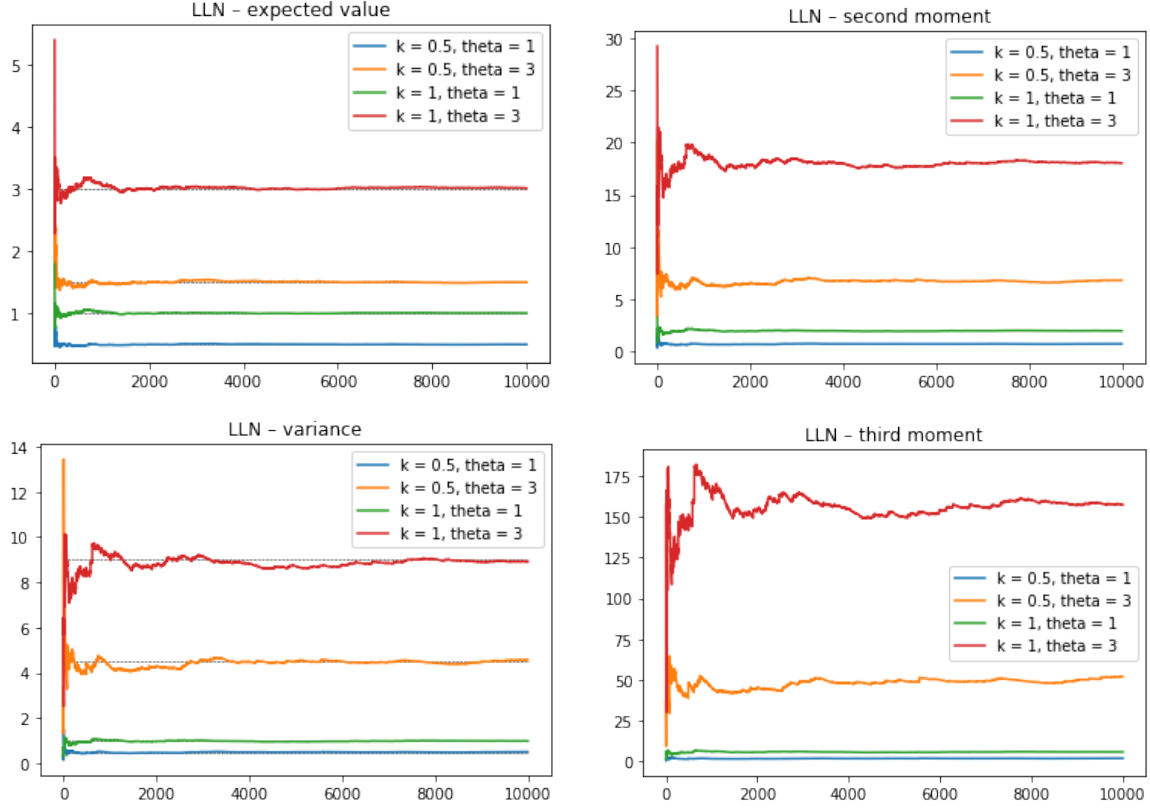 LLN – expected value
k = 0.5, theta = 1
k = 0.5, theta = 3
k = 1, theta = 1
k = 1, theta = 3
5
4
3
2
1
0 2000 4000 6000 8000 10000
LLN – second moment
k = 0.5, theta = 1
k = 0.5, theta = 3
k = 1, theta = 1
k = 1, theta = 3
30
25
20
15
10
5
0
0 2000 4000 6000 8000 10000
LLN – variance
k = 0.5, theta = 1
k = 0.5, theta = 3
k = 1, theta = 1
k = 1, theta = 3
14
12
10
8
6
4
2
0
0 2000 4000 6000 8000 10000
LLN – third moment
175
150
125
100
75
50
25
0
k = 0.5, theta = 1
k = 0.5, theta = 3
k = 1, theta = 1
k = 1, theta = 3
0 2000 4000 6000 8000 10000